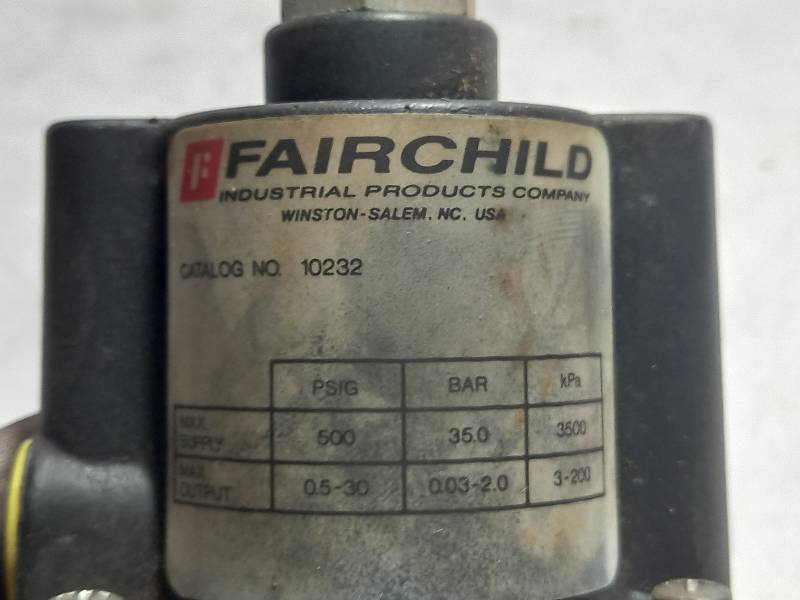 FAIRCHILD
INDUSTRIAL PRODUCTS COMPANY
WINSTON-SALEM, NC. USA
CATALOG NO. 10232
PSIG BAR kPa
MAX. SUPPLY 500 35.0 3500
MAX. OUTPUT 0.5-30 0.03-2.0 3-200